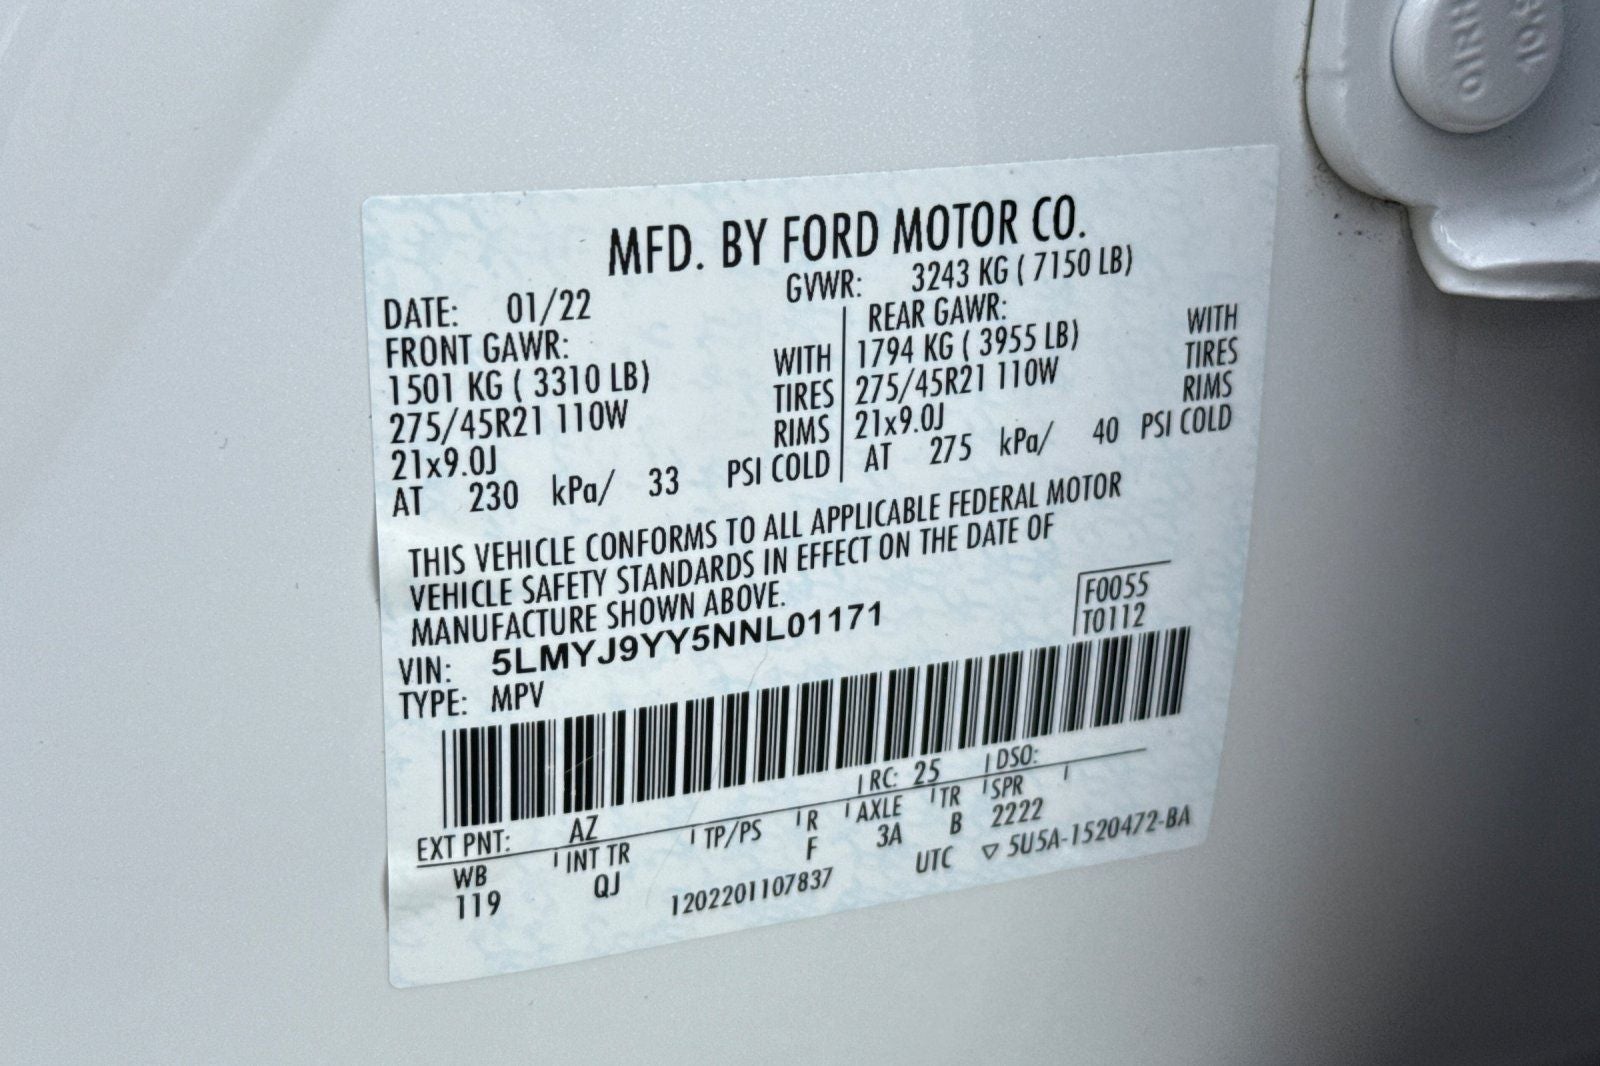 MFD. BY FORD MOTOR CO.
DATE: 01/22 GVWR: 3243 KG ( 7150 LB)
FRONT GAWR: REAR GAWR:
1501 KG ( 3310 LB) WITH 1794 KG ( 3955 LB) WITH
275/45R21 110W TIRES 275/45R21 110W TIRES
21x9.0J RIMS 21x9.0J RIMS
AT 230 kPa/ 33 PSI COLD AT 275 kPa/ 40 PSI COLD
THIS VEHICLE CONFORMS TO ALL APPLICABLE FEDERAL MOTOR
VEHICLE SAFETY STANDARDS IN EFFECT ON THE DATE OF
MANUFACTURE SHOWN ABOVE.
F0055
VIN: 5LMYJ9YY5NNL01171 T0112
TYPE: MPV
EXT PNT: AZ RC: 25 DSO:
WB INT TR TP/PS R AXLE TR SPR
119 QJ F 3A B 2222
1202201107837 UTC ▽ 5U5A-1520472-BA